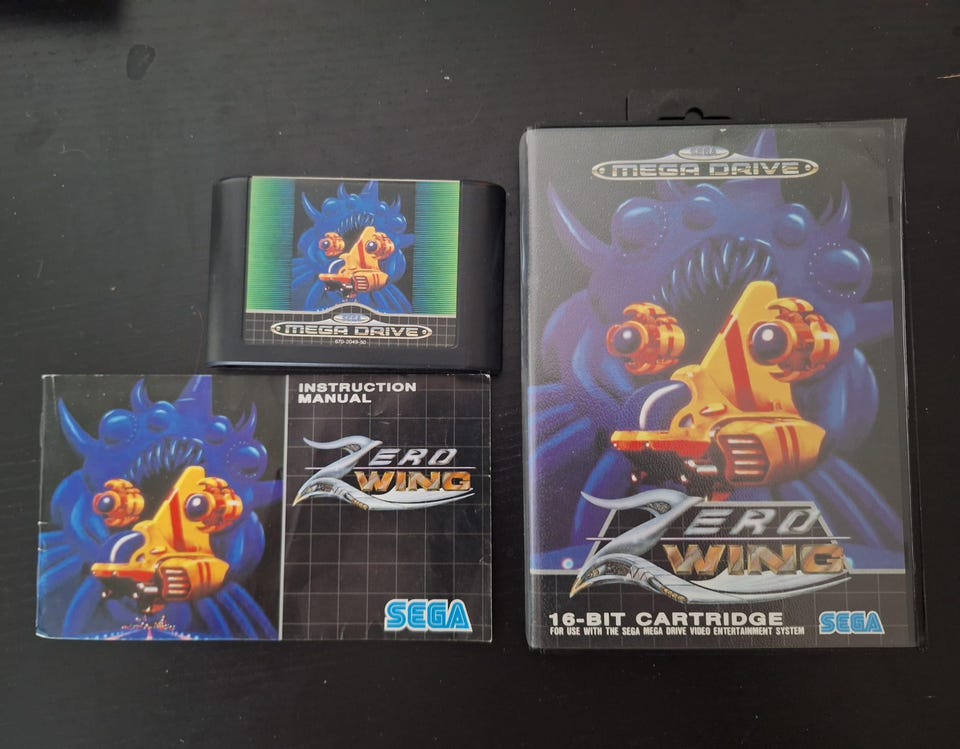 SEGA
MEGA DRIVE
670-2049-50
INSTRUCTION
MANUAL
ZERO
WING
SEGA
SEGA
MEGA DRIVE
ZERO
WING
16-BIT CARTRIDGE
FOR USE WITH THE SEGA MEGA DRIVE VIDEO ENTERTAINMENT SYSTEM
SEGA